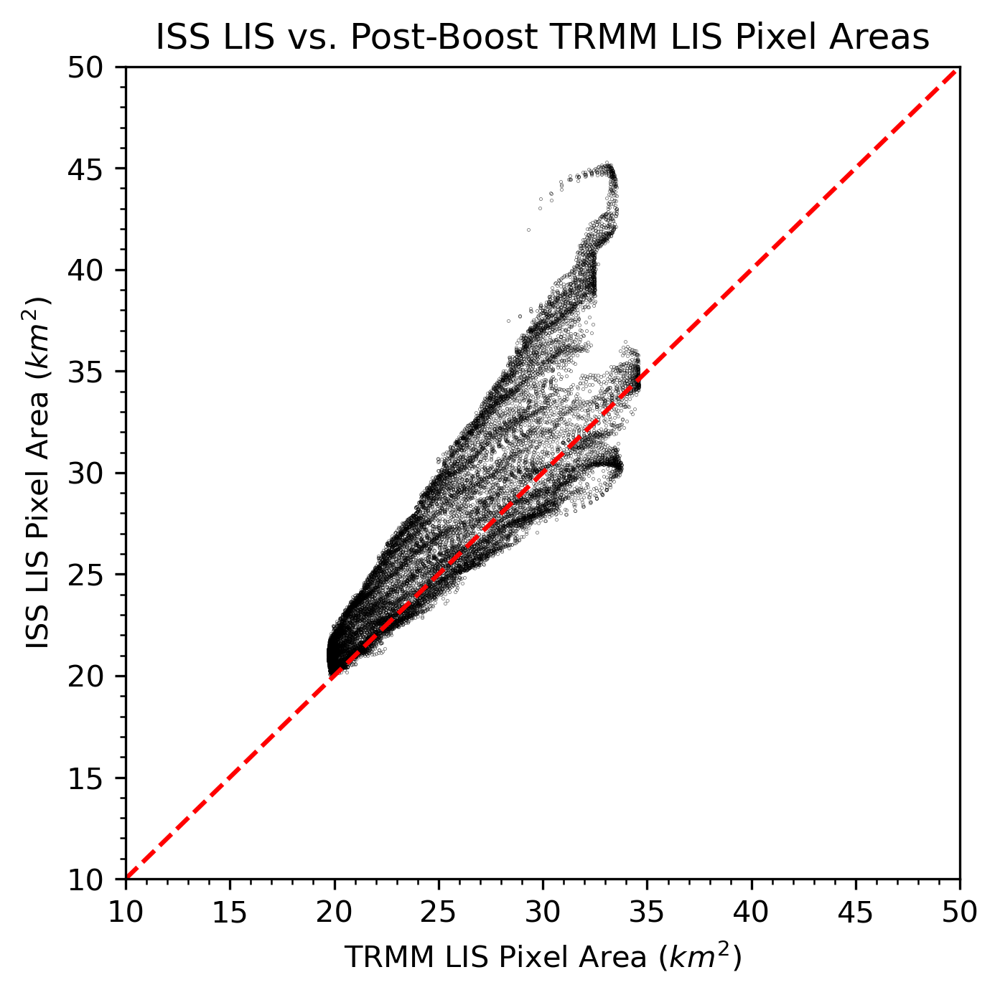 ISS LIS vs. Post-Boost TRMM LIS Pixel Areas
50
45
40
35
30
25
20
15
10
ISS LIS Pixel Area (km²)
10 15 20 25 30 35 40 45 50
TRMM LIS Pixel Area (km²)